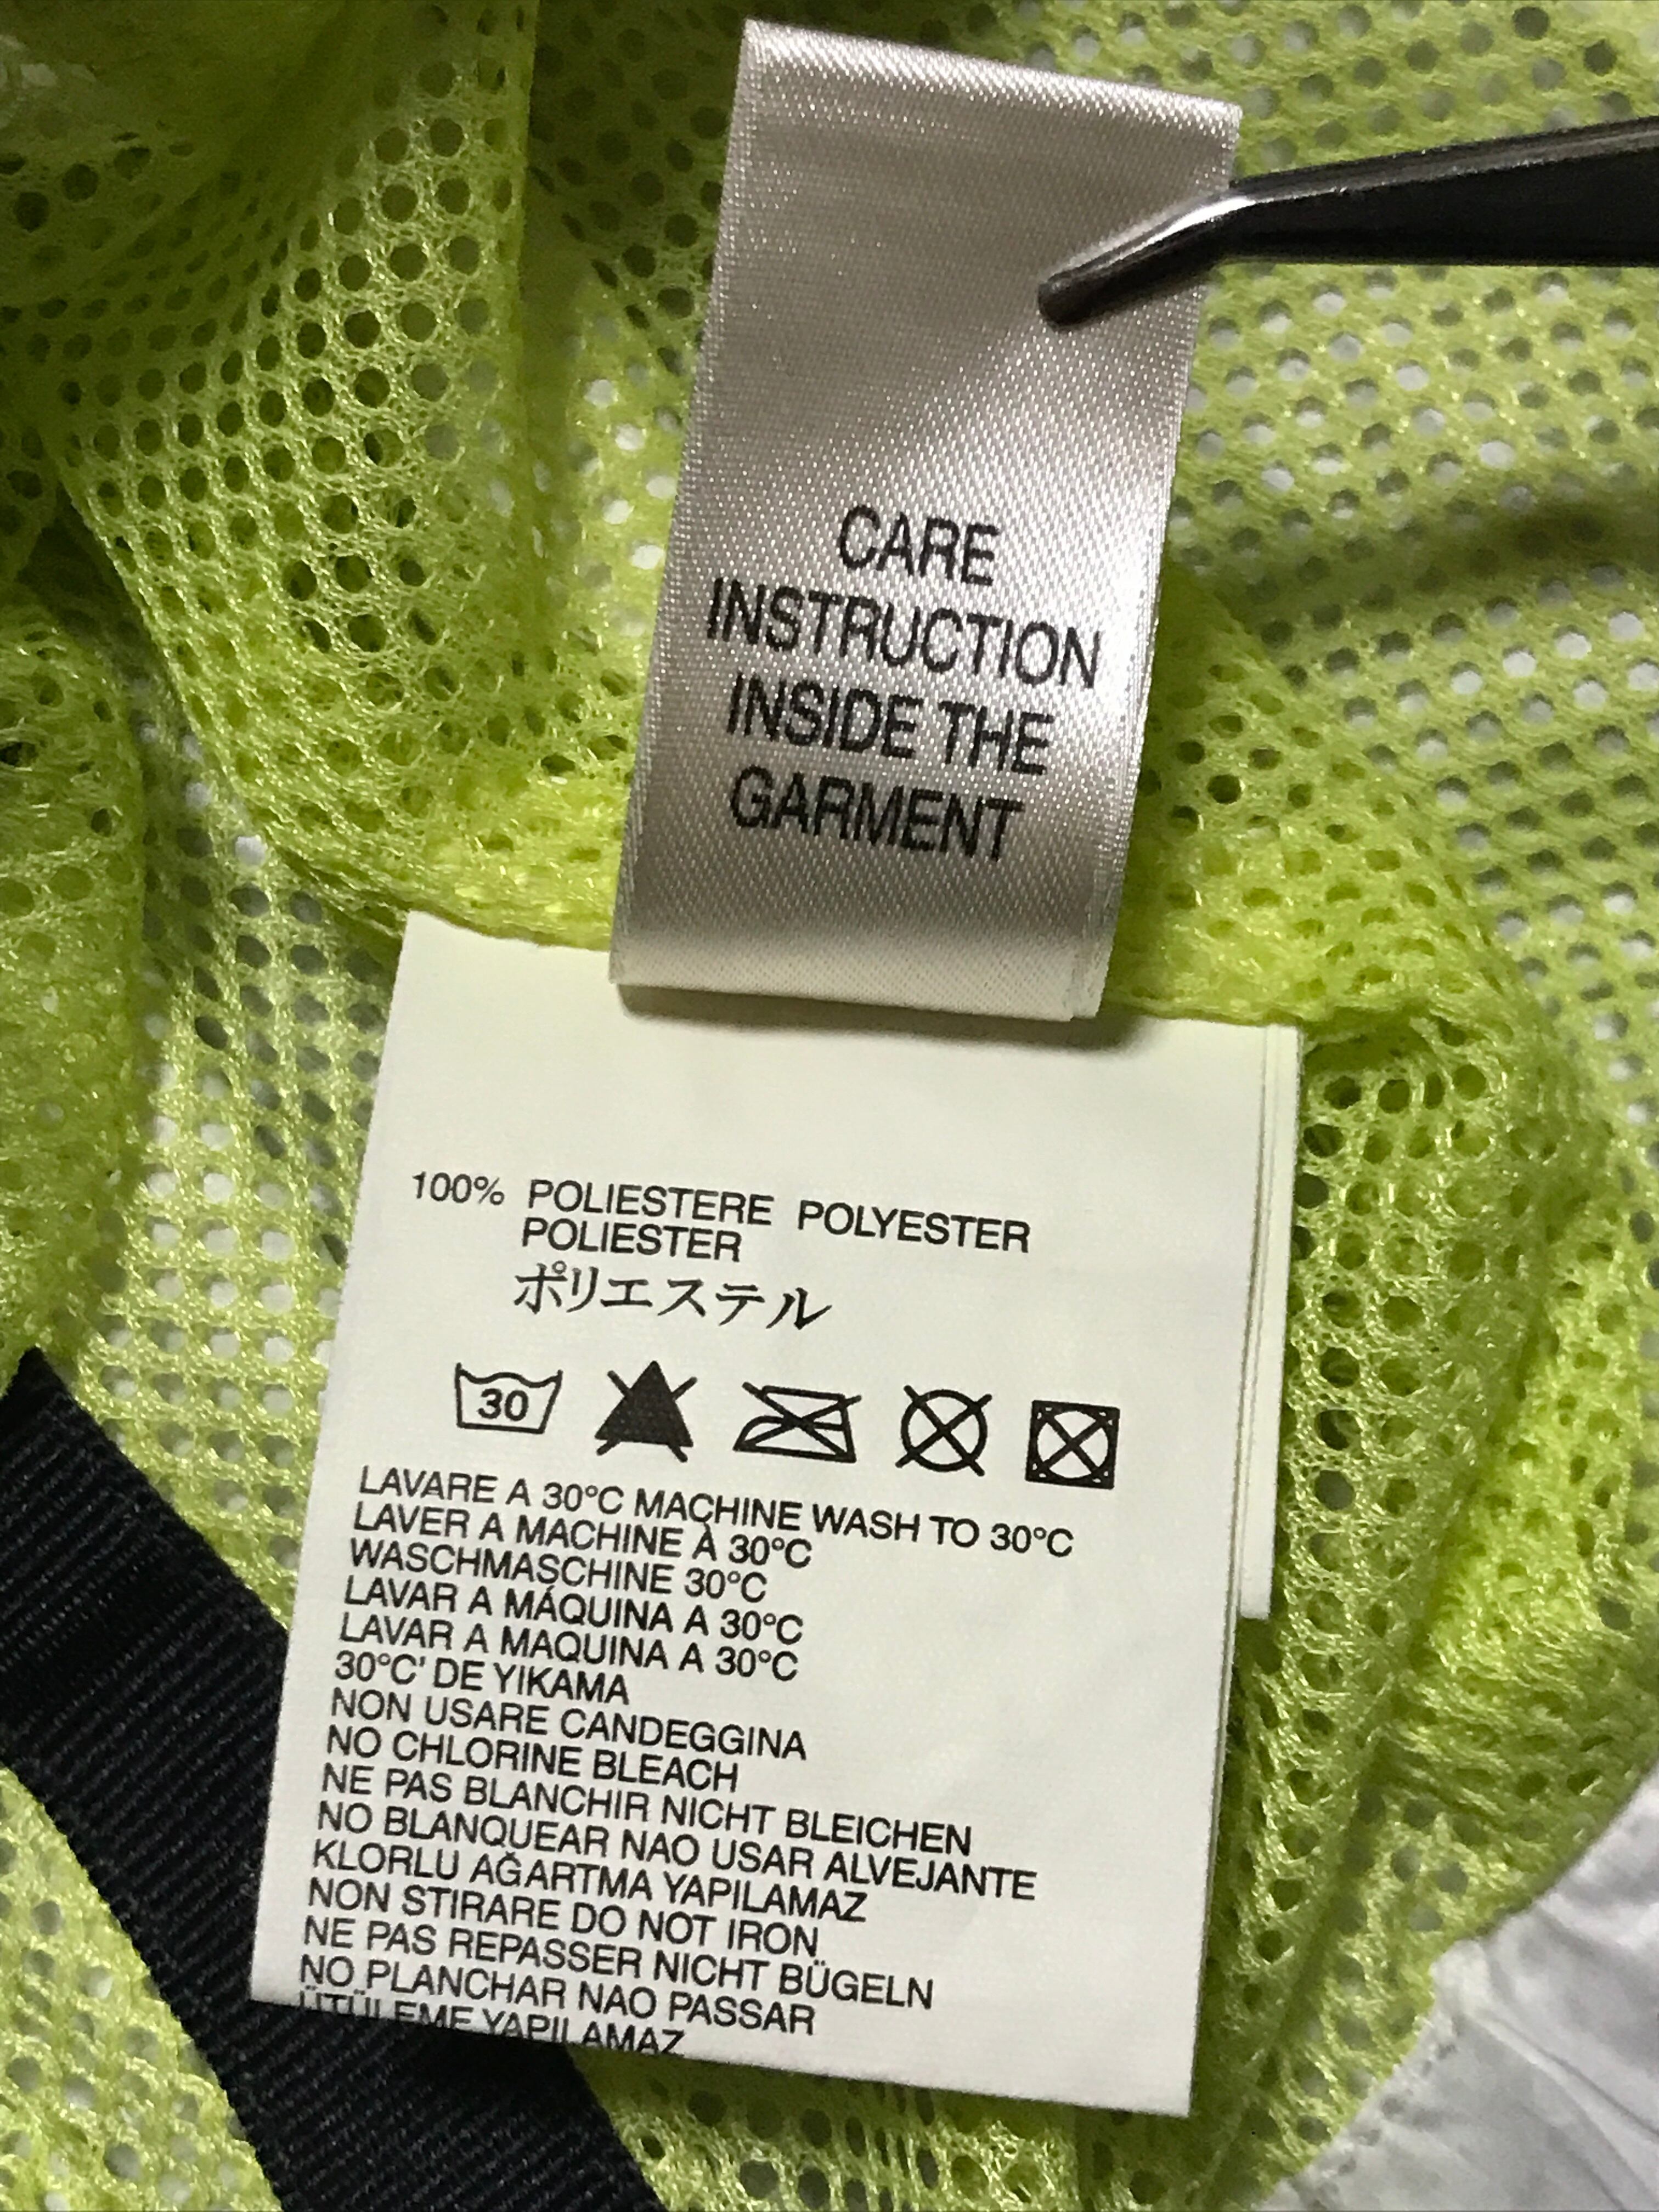 CARE
INSTRUCTION
INSIDE THE
GARMENT
100% POLIESTERE POLYESTER
POLIESTER
ポリエステル
30
LAVARE A 30°C MACHINE WASH TO 30°C
LAVER A MACHINE À 30°C
WASCHMASCHINE 30°C
LAVAR A MÁQUINA A 30°C
LAVAR A MAQUINA A 30°C
30°C' DE YIKAMA
NON USARE CANDEGGINA
NO CHLORINE BLEACH
NE PAS BLANCHIR NICHT BLEICHEN
NO BLANQUEAR NAO USAR ALVEJANTE
KLORLU AĞARTMA YAPILAMAZ
NON STIRARE DO NOT IRON
NE PAS REPASSER NICHT BÜGELN
NO PLANCHAR NAO PASSAR
ÜTÜLEME YAPILAMAZ